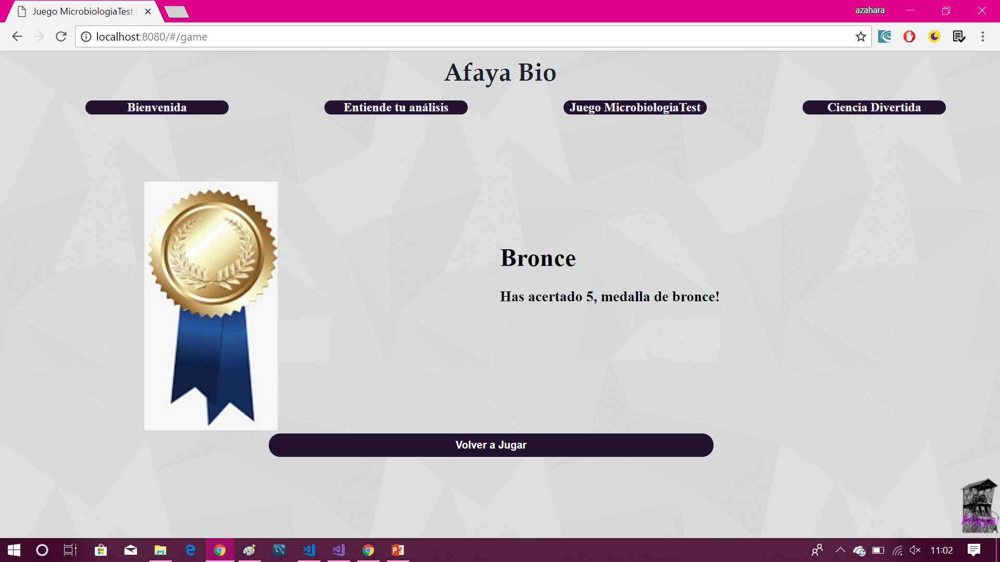 Juego MicrobiologiaTest
azahara
localhost:8080/#/game
Afaya Bio
Bienvenida
Entiende tu análisis
Juego MicrobiologiaTest
Ciencia Divertida
Bronce
Has acertado 5, medalla de bronce!
Volver a Jugar
Afaya
11:02